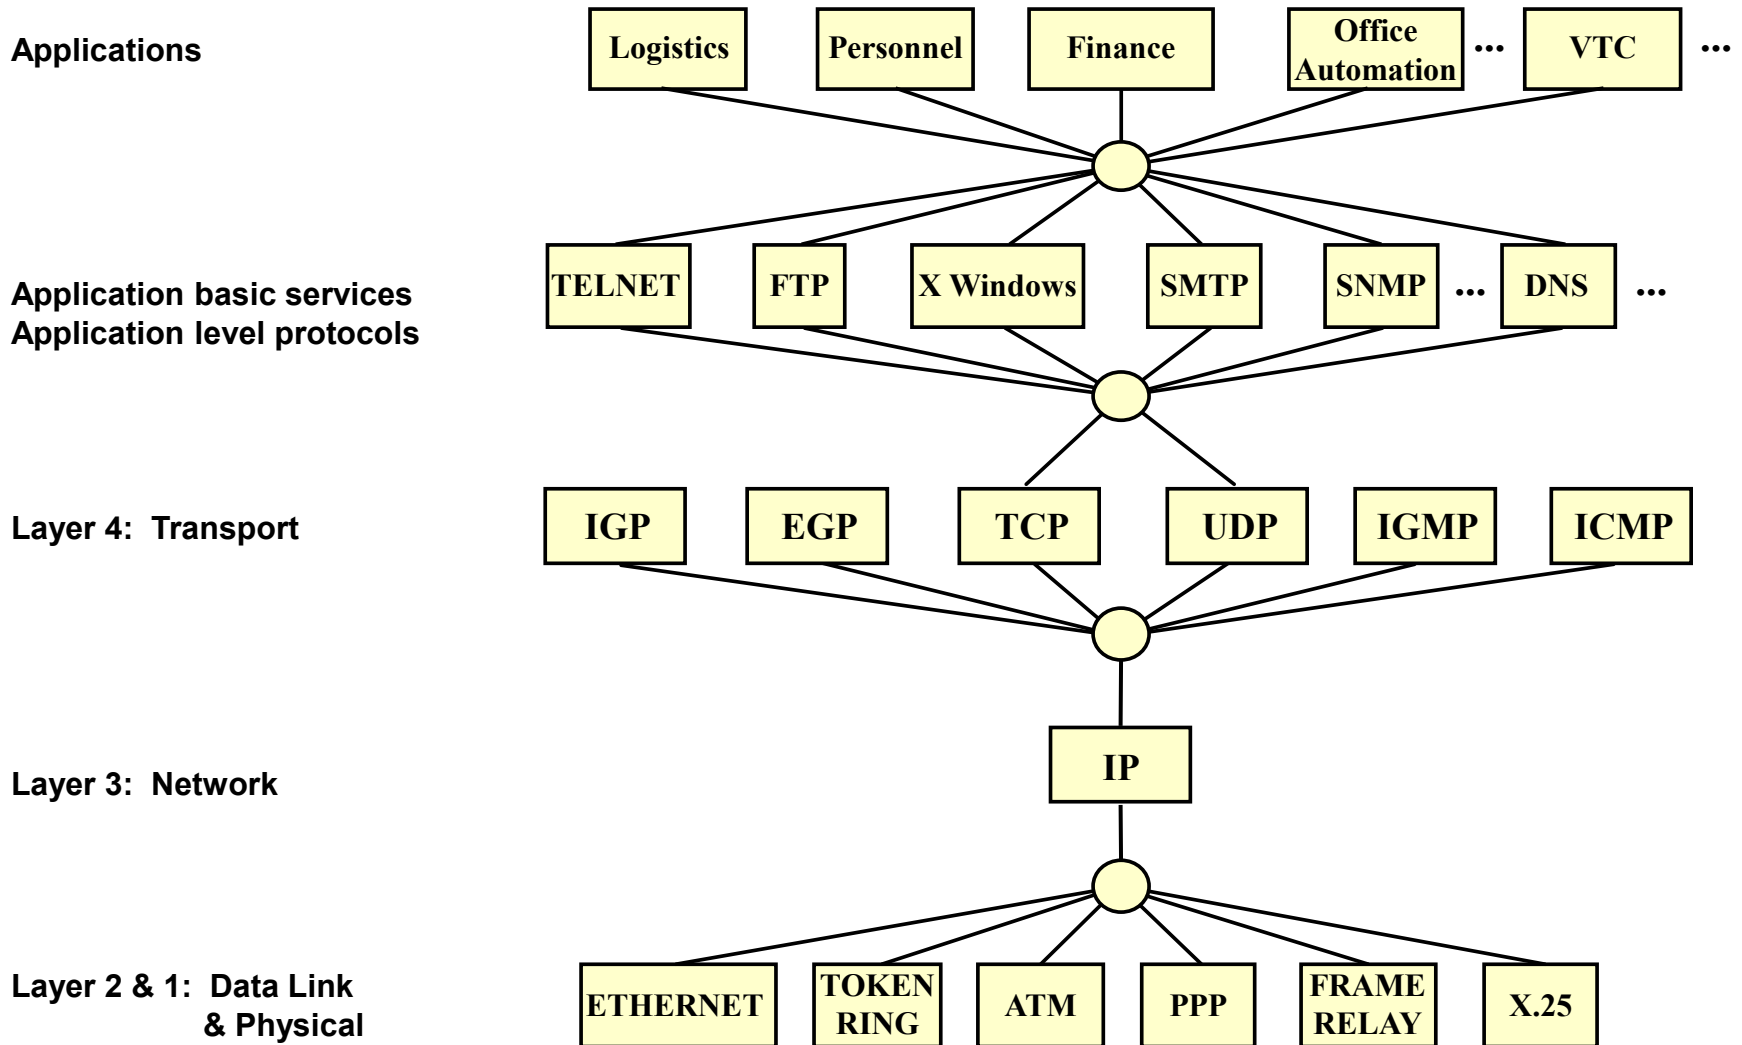 Applications
Logistics
Personnel
Finance
Office
Automation
...
VTC
...
Application basic services
Application level protocols
TELNET
FTP
X Windows
SMTP
SNMP
...
DNS
...
Layer 4: Transport
IGP
EGP
TCP
UDP
IGMP
ICMP
Layer 3: Network
IP
Layer 2 & 1: Data Link
& Physical
ETHERNET
TOKEN
RING
ATM
PPP
FRAME
RELAY
X.25